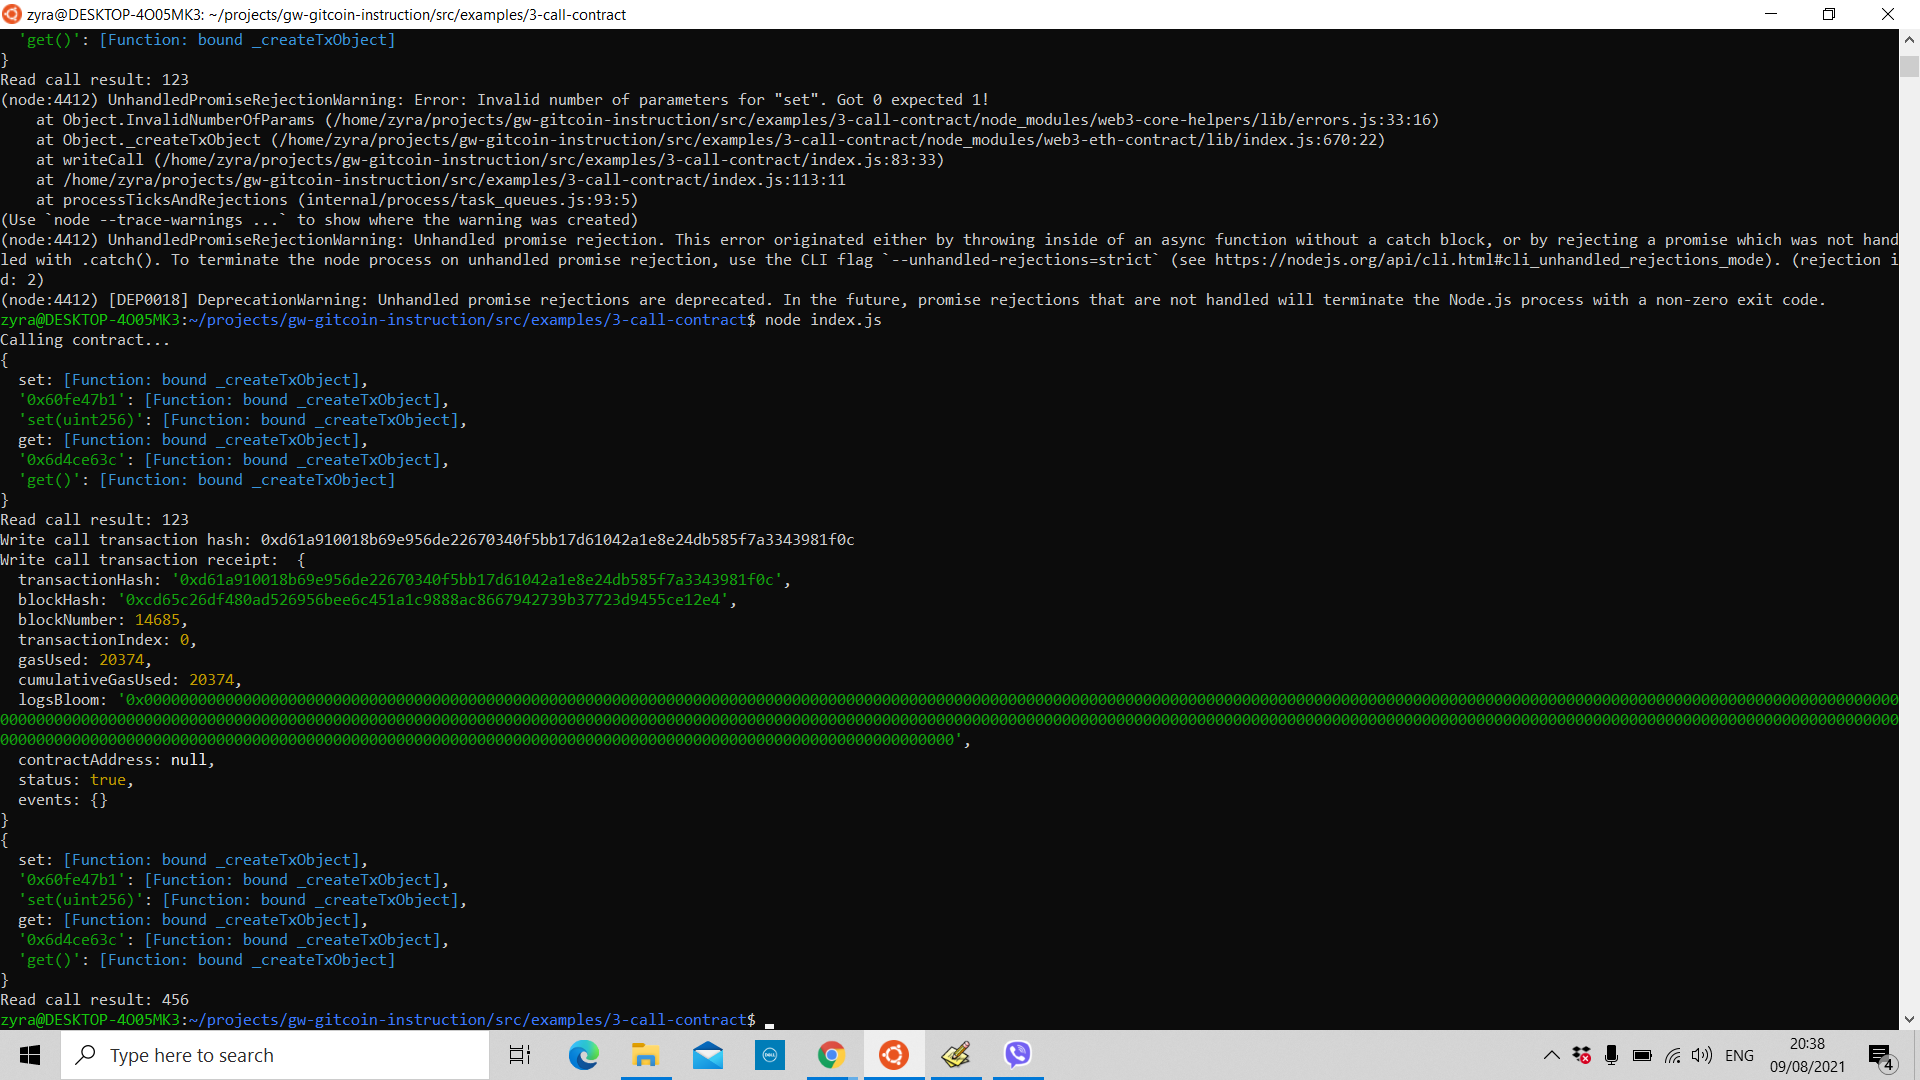 zyra@DESKTOP-4O05MK3: ~/projects/gw-gitcoin-instruction/src/examples/3-call-contract
  'get()': [Function: bound _createTxObject]
}
Read call result: 123
(node:4412) UnhandledPromiseRejectionWarning: Error: Invalid number of parameters for "set". Got 0 expected 1!
    at Object.InvalidNumberOfParams (/home/zyra/projects/gw-gitcoin-instruction/src/examples/3-call-contract/node_modules/web3-core-helpers/lib/errors.js:33:16)
    at Object._createTxObject (/home/zyra/projects/gw-gitcoin-instruction/src/examples/3-call-contract/node_modules/web3-eth-contract/lib/index.js:670:22)
    at writeCall (/home/zyra/projects/gw-gitcoin-instruction/src/examples/3-call-contract/index.js:83:33)
    at /home/zyra/projects/gw-gitcoin-instruction/src/examples/3-call-contract/index.js:113:11
    at processTicksAndRejections (internal/process/task_queues.js:93:5)
(Use `node --trace-warnings ...` to show where the warning was created)
(node:4412) UnhandledPromiseRejectionWarning: Unhandled promise rejection. This error originated either by throwing inside of an async function without a catch block, or by rejecting a promise which was not hand
led with .catch(). To terminate the node process on unhandled promise rejection, use the CLI flag `--unhandled-rejections=strict` (see https://nodejs.org/api/cli.html#cli_unhandled_rejections_mode). (rejection i
d: 2)
(node:4412) [DEP0018] DeprecationWarning: Unhandled promise rejections are deprecated. In the future, promise rejections that are not handled will terminate the Node.js process with a non-zero exit code.
zyra@DESKTOP-4O05MK3:~/projects/gw-gitcoin-instruction/src/examples/3-call-contract$ node index.js
Calling contract...
{
  set: [Function: bound _createTxObject],
  '0x60fe47b1': [Function: bound _createTxObject],
  'set(uint256)': [Function: bound _createTxObject],
  get: [Function: bound _createTxObject],
  '0x6d4ce63c': [Function: bound _createTxObject],
  'get()': [Function: bound _createTxObject]
}
Read call result: 123
Write call transaction hash: 0xd61a910018b69e956de22670340f5bb17d61042a1e8e24db585f7a3343981f0c
Write call transaction receipt:  {
  transactionHash: '0xd61a910018b69e956de22670340f5bb17d61042a1e8e24db585f7a3343981f0c',
  blockHash: '0xcd65c26df480ad526956bee6c451a1c9888ac8667942739b37723d9455ce12e4',
  blockNumber: 14685,
  transactionIndex: 0,
  gasUsed: 20374,
  cumulativeGasUsed: 20374,
  logsBloom: '0x00000000000000000000000000000000000000000000000000000000000000000000000000000000000000000000000000000000000000000000000000000000000000000000000000000000000000000000000000000000000000000000000000
0000000000000000000000000000000000000000000000000000000000000000000000000000000000000000000000000000000000000000000000000000000000000000000000000000000000000000000000000000000000000000000000000000000000000000000
0000000000000000000000000000000000000000000000000000000000000000000000000000000000000000000000000000000000',
  contractAddress: null,
  status: true,
  events: {}
}
{
  set: [Function: bound _createTxObject],
  '0x60fe47b1': [Function: bound _createTxObject],
  'set(uint256)': [Function: bound _createTxObject],
  get: [Function: bound _createTxObject],
  '0x6d4ce63c': [Function: bound _createTxObject],
  'get()': [Function: bound _createTxObject]
}
Read call result: 456
zyra@DESKTOP-4O05MK3:~/projects/gw-gitcoin-instruction/src/examples/3-call-contract$
Type here to search
DELL
ENG
20:38
09/08/2021
4